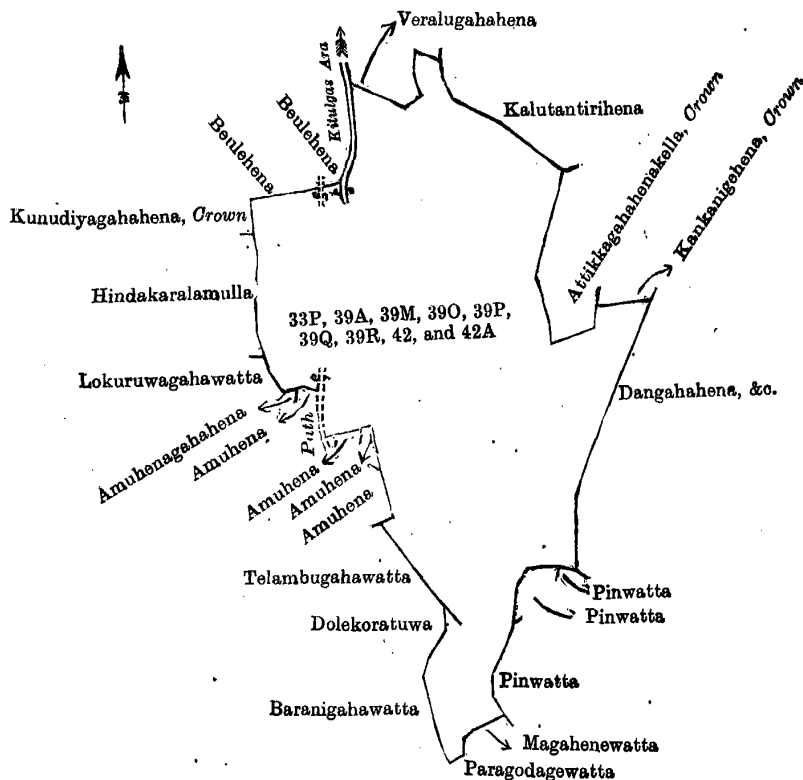 Veralugahahena
Kitulgas Ara
Kalutantirihena
Attikkagahahenakella, Crown
Kankanigehena, Crown
Beulehena
Beulehena
Kunudiyagahahena, Crown
Hindakaralamulla
33P, 39A, 39M, 39O, 39P,
39Q, 39R, 42, and 42A
Lokuruwagahawatta
Dangahahena, &c.
Path
Amuhenagahahena
Amuhena
Amuhena
Amuhena
Amuhena
Telambugahawatta
Pinwatta
Pinwatta
Dolekoratuwa
Pinwatta
Baranigahawatta
Magahenewatta
Paragodagewatta